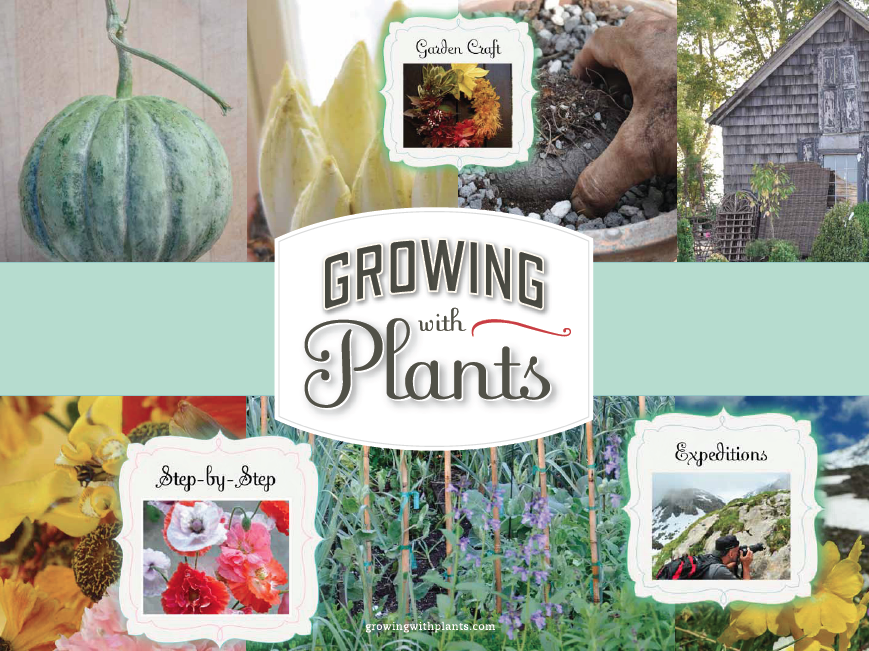 Garden Craft
GROWING
with
Plants
Step-by-Step
Expeditions
growingwithplants.com